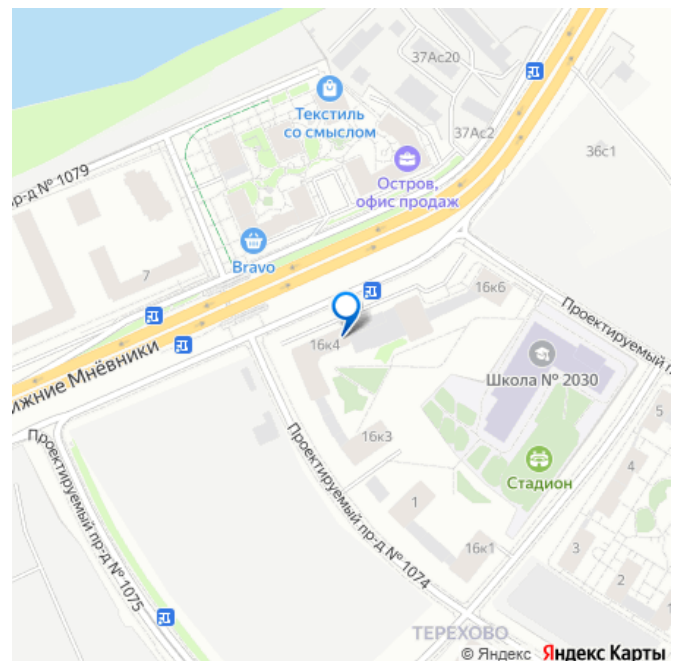 37Ас20
Текстиль
со смыслом
37Ас2
36с1
Остров,
офис продаж
пр-д № 1079
Bravo
7
16к6
Проектируемый п
16к4
ижние Мнёвники
Школа № 2030
16к3
5
Стадион
4
Проектируемый пр-д № 1075
Проектируемый пр-д № 1074
1
16к1
3
2
1
ТЕРЕХОВО
© Яндекс Яндекс Карты